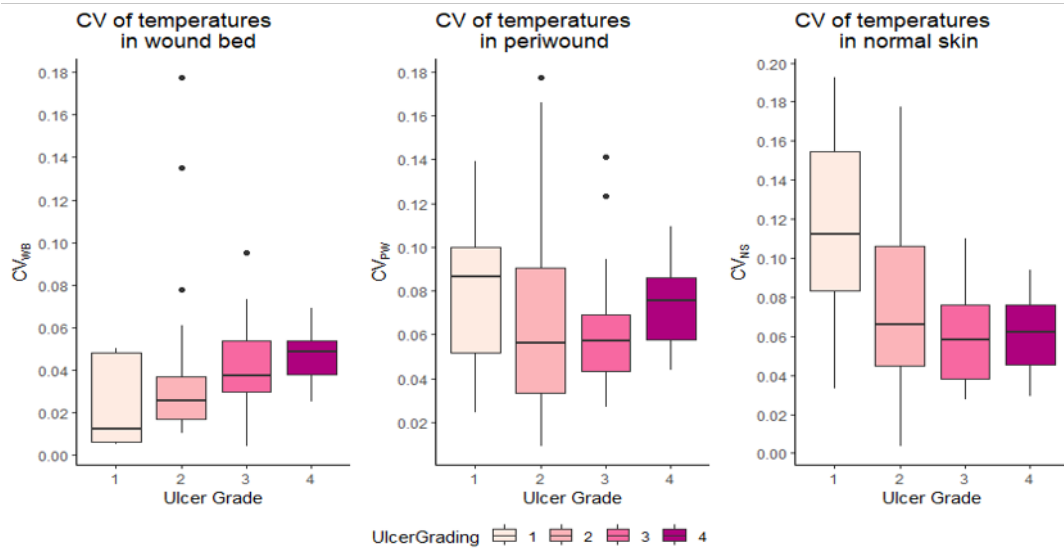 CV of temperatures
in wound bed
CV of temperatures
in periwound
CV of temperatures
in normal skin
CVWB
0.18
0.16
0.14
0.12
0.10
0.08
0.06
0.04
0.02
0.00
1 2 3 4
Ulcer Grade
CVPW
0.18
0.16
0.14
0.12
0.10
0.08
0.06
0.04
0.02
1 2 3 4
Ulcer Grade
CVNS
0.20
0.18
0.16
0.14
0.12
0.10
0.08
0.06
0.04
0.02
0.00
1 2 3 4
Ulcer Grade
UlcerGrading 1 2 3 4